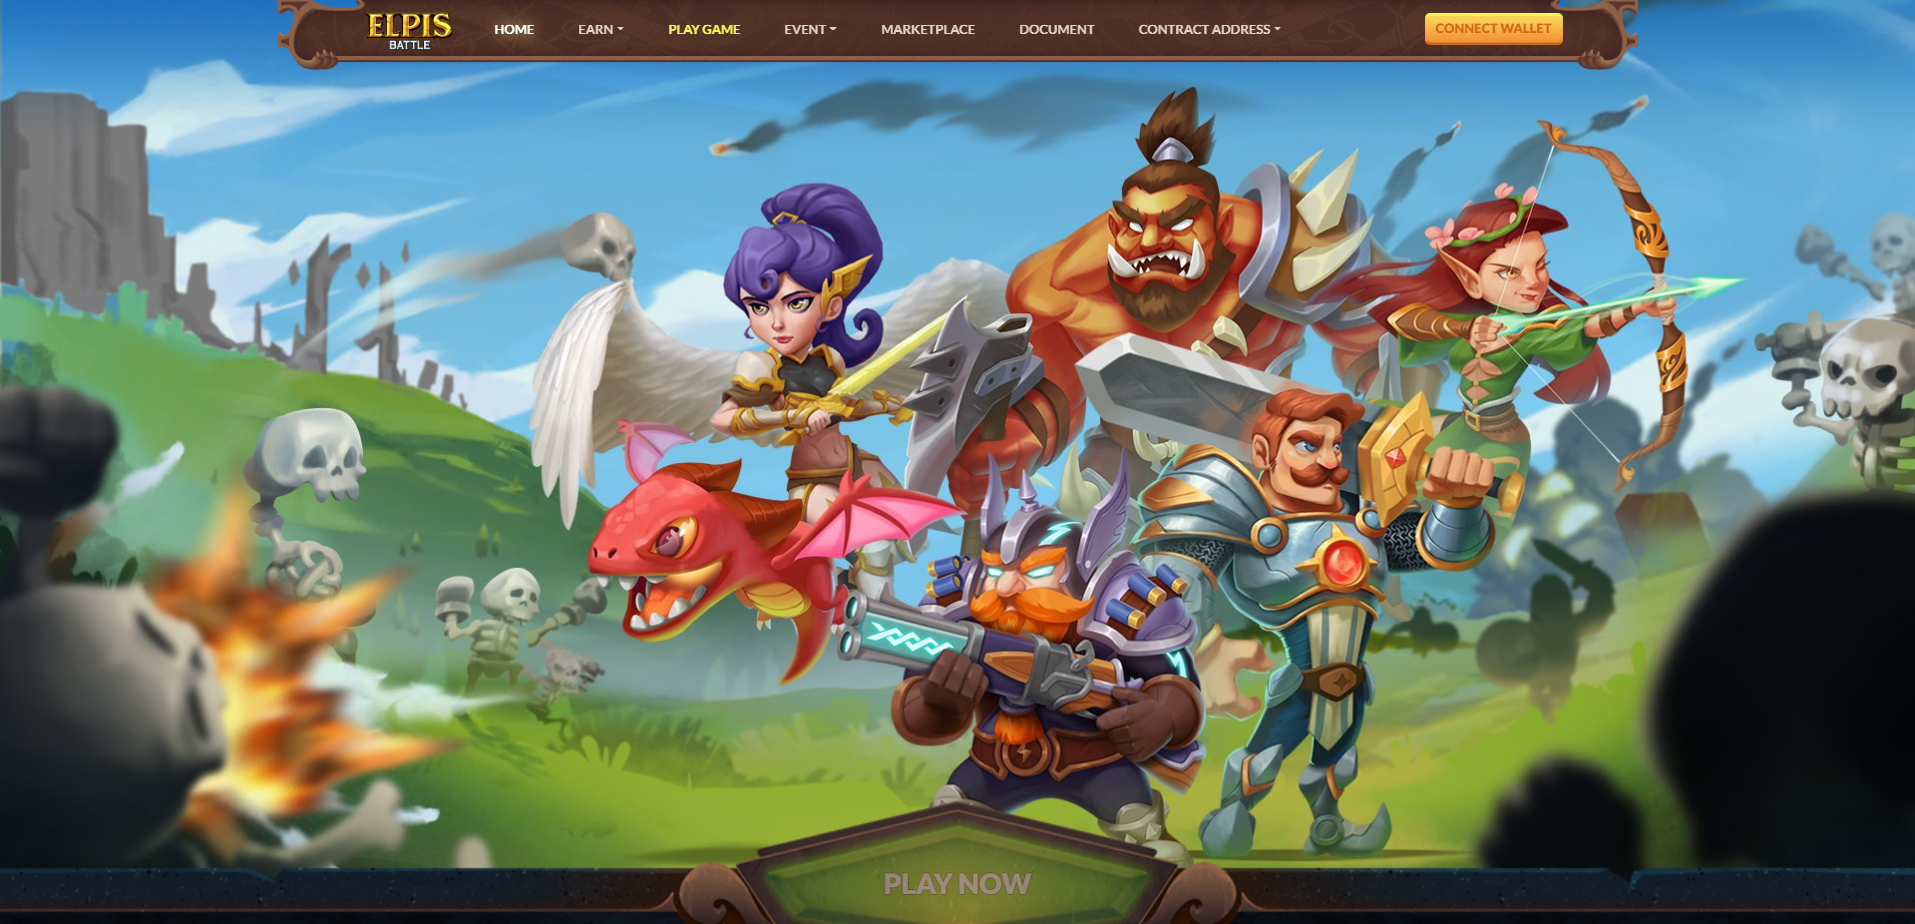 ELPIS
BATTLE
HOME
EARN
PLAY GAME
EVENT
MARKETPLACE
DOCUMENT
CONTRACT ADDRESS
CONNECT WALLET
PLAY NOW